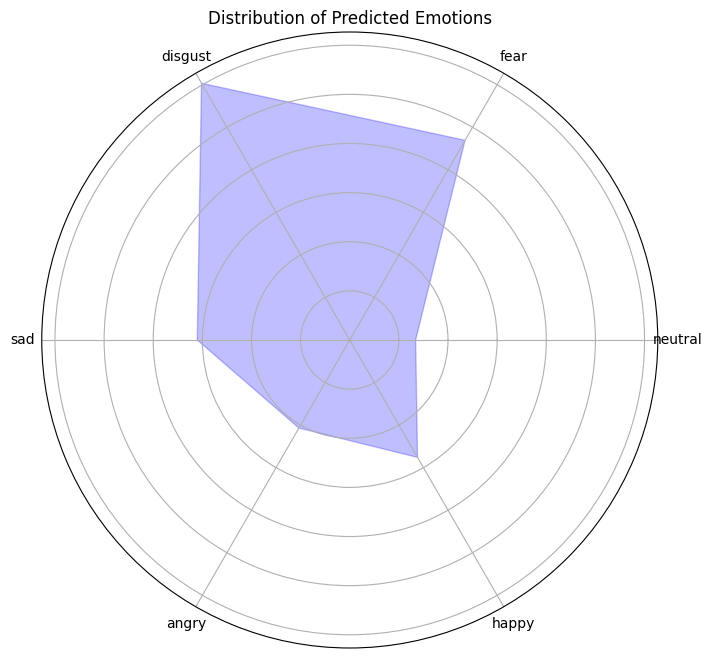 Distribution of Predicted Emotions
disgust
fear
sad
neutral
angry
happy